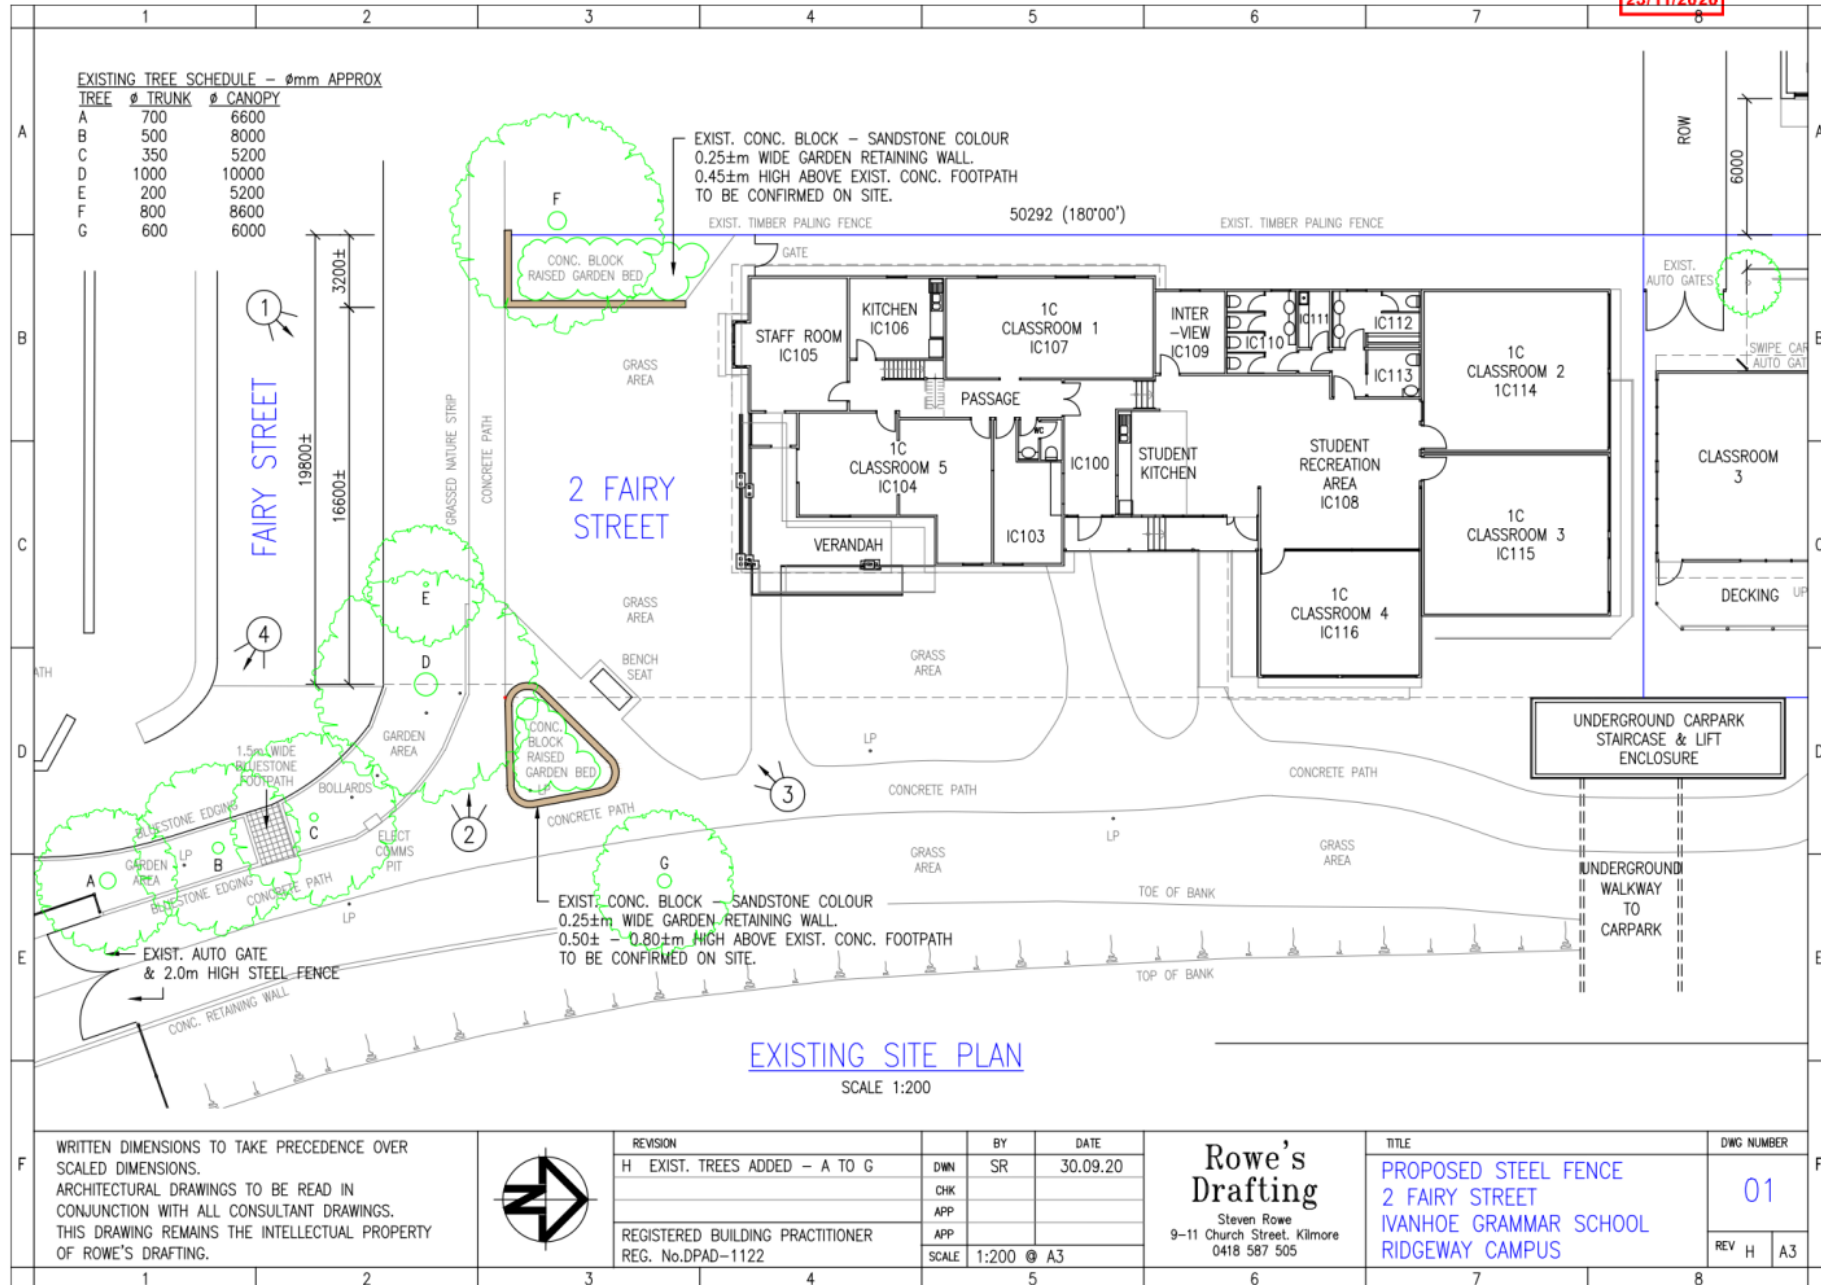 25/11/2020
1 2 3 4 5 6 7 8
EXISTING TREE SCHEDULE – ømm APPROX
TREE ø TRUNK ø CANOPY
A 700 6600
B 500 8000
C 350 5200
D 1000 10000
E 200 5200
F 800 8600
G 600 6000
A
A
B
B
C
C
D
D
E
E
F
F
EXIST. CONC. BLOCK – SANDSTONE COLOUR
0.25±m WIDE GARDEN RETAINING WALL.
0.45±m HIGH ABOVE EXIST. CONC. FOOTPATH
TO BE CONFIRMED ON SITE.
EXIST. TIMBER PALING FENCE
50292 (180°00')
EXIST. TIMBER PALING FENCE
ROW
6000
F
CONC. BLOCK
RAISED GARDEN BED
GATE
EXIST.
AUTO GATES
SWIPE CAR
AUTO GAT
3200±
19800±
16600±
1
4
FAIRY STREET
GRASSED NATURE STRIP
CONCRETE PATH
GRASS
AREA
2 FAIRY
STREET
GRASS
AREA
STAFF ROOM
IC105
KITCHEN
IC106
1C
CLASSROOM 1
IC107
INTER
–VIEW
IC109
IC110
IC111
IC112
IC113
1C
CLASSROOM 2
1C114
PASSAGE
WC
1C
CLASSROOM 5
IC104
IC100
STUDENT
KITCHEN
STUDENT
RECREATION
AREA
IC108
IC103
VERANDAH
1C
CLASSROOM 3
IC115
1C
CLASSROOM 4
IC116
CLASSROOM
3
DECKING
UP
E
D
BENCH
SEAT
GRASS
AREA
ATH
GARDEN
AREA
CONC.
BLOCK
RAISED
GARDEN BED
LP
1.5m WIDE
BLUESTONE
FOOTPATH
BOLLARDS
BLUESTONE EDGING
C
ELECT
COMMS
PIT
2
3
LP
CONCRETE PATH
CONCRETE PATH
CONCRETE PATH
LP
UNDERGROUND CARPARK
STAIRCASE & LIFT
ENCLOSURE
A
GARDEN
AREA
LP
B
BLUESTONE EDGING
CONCRETE PATH
LP
G
GRASS
AREA
GRASS
AREA
UNDERGROUND
WALKWAY
TO
CARPARK
EXIST. CONC. BLOCK – SANDSTONE COLOUR
0.25±m WIDE GARDEN RETAINING WALL.
0.50± – 0.80±m HIGH ABOVE EXIST. CONC. FOOTPATH
TO BE CONFIRMED ON SITE.
TOE OF BANK
TOP OF BANK
EXIST. AUTO GATE
& 2.0m HIGH STEEL FENCE
CONC. RETAINING WALL
EXISTING SITE PLAN
SCALE 1:200
WRITTEN DIMENSIONS TO TAKE PRECEDENCE OVER
SCALED DIMENSIONS.
ARCHITECTURAL DRAWINGS TO BE READ IN
CONJUNCTION WITH ALL CONSULTANT DRAWINGS.
THIS DRAWING REMAINS THE INTELLECTUAL PROPERTY
OF ROWE'S DRAFTING.
N
REVISION BY DATE
H EXIST. TREES ADDED – A TO G DWN SR 30.09.20
CHK
APP
REGISTERED BUILDING PRACTITIONER APP
REG. No.DPAD–1122 SCALE 1:200 @ A3
Rowe's
Drafting
Steven Rowe
9–11 Church Street. Kilmore
0418 587 505
TITLE
PROPOSED STEEL FENCE
2 FAIRY STREET
IVANHOE GRAMMAR SCHOOL
RIDGEWAY CAMPUS
DWG NUMBER
01
REV H A3
1 2 3 4 5 6 7 8